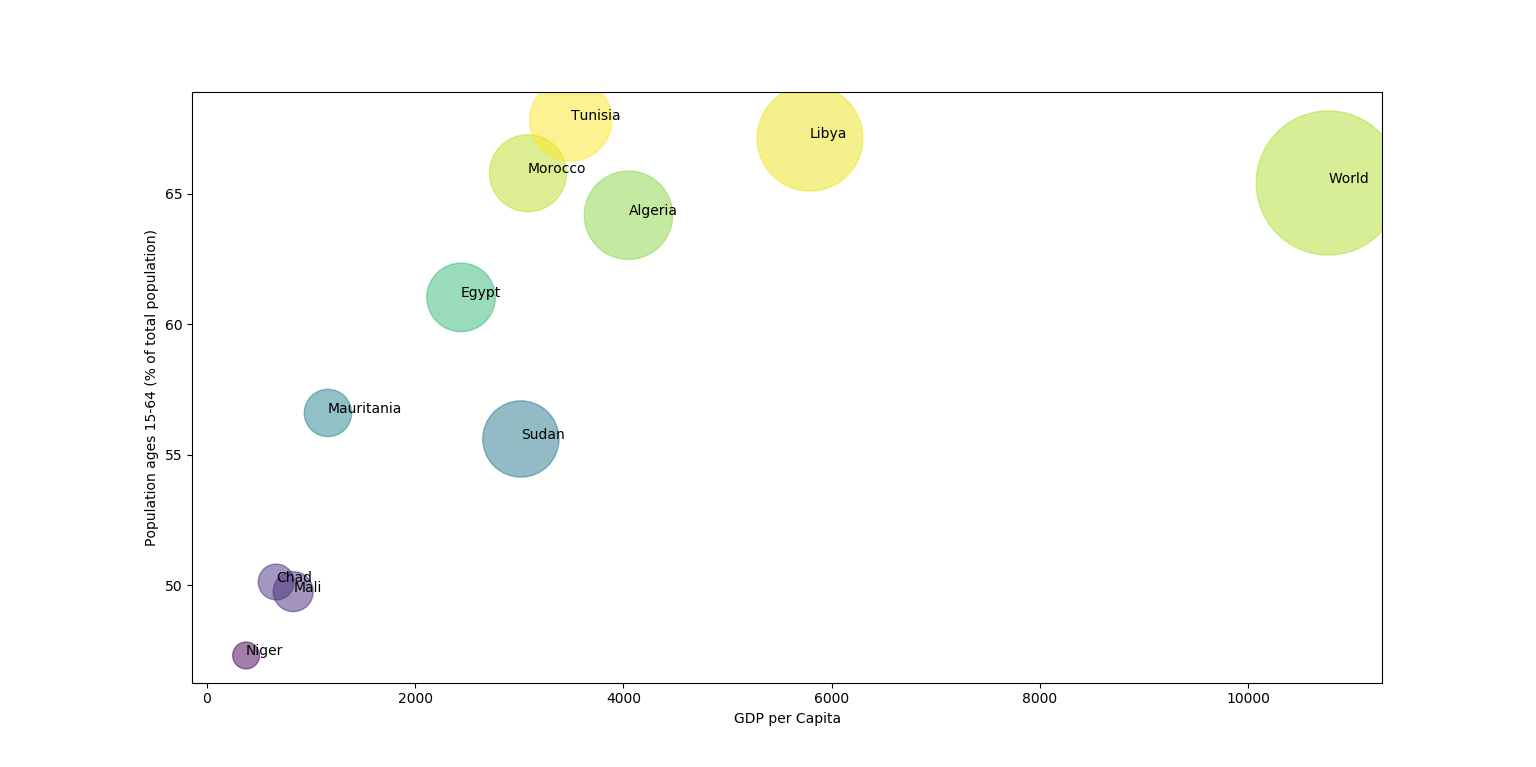 Tunisia
Libya
Morocco
World
65
Algeria
Egypt
60
Mauritania
Sudan
55
Chad
50
Mali
Niger
Population ages 15-64 (% of total population)
0 2000 4000 6000 8000 10000
GDP per Capita